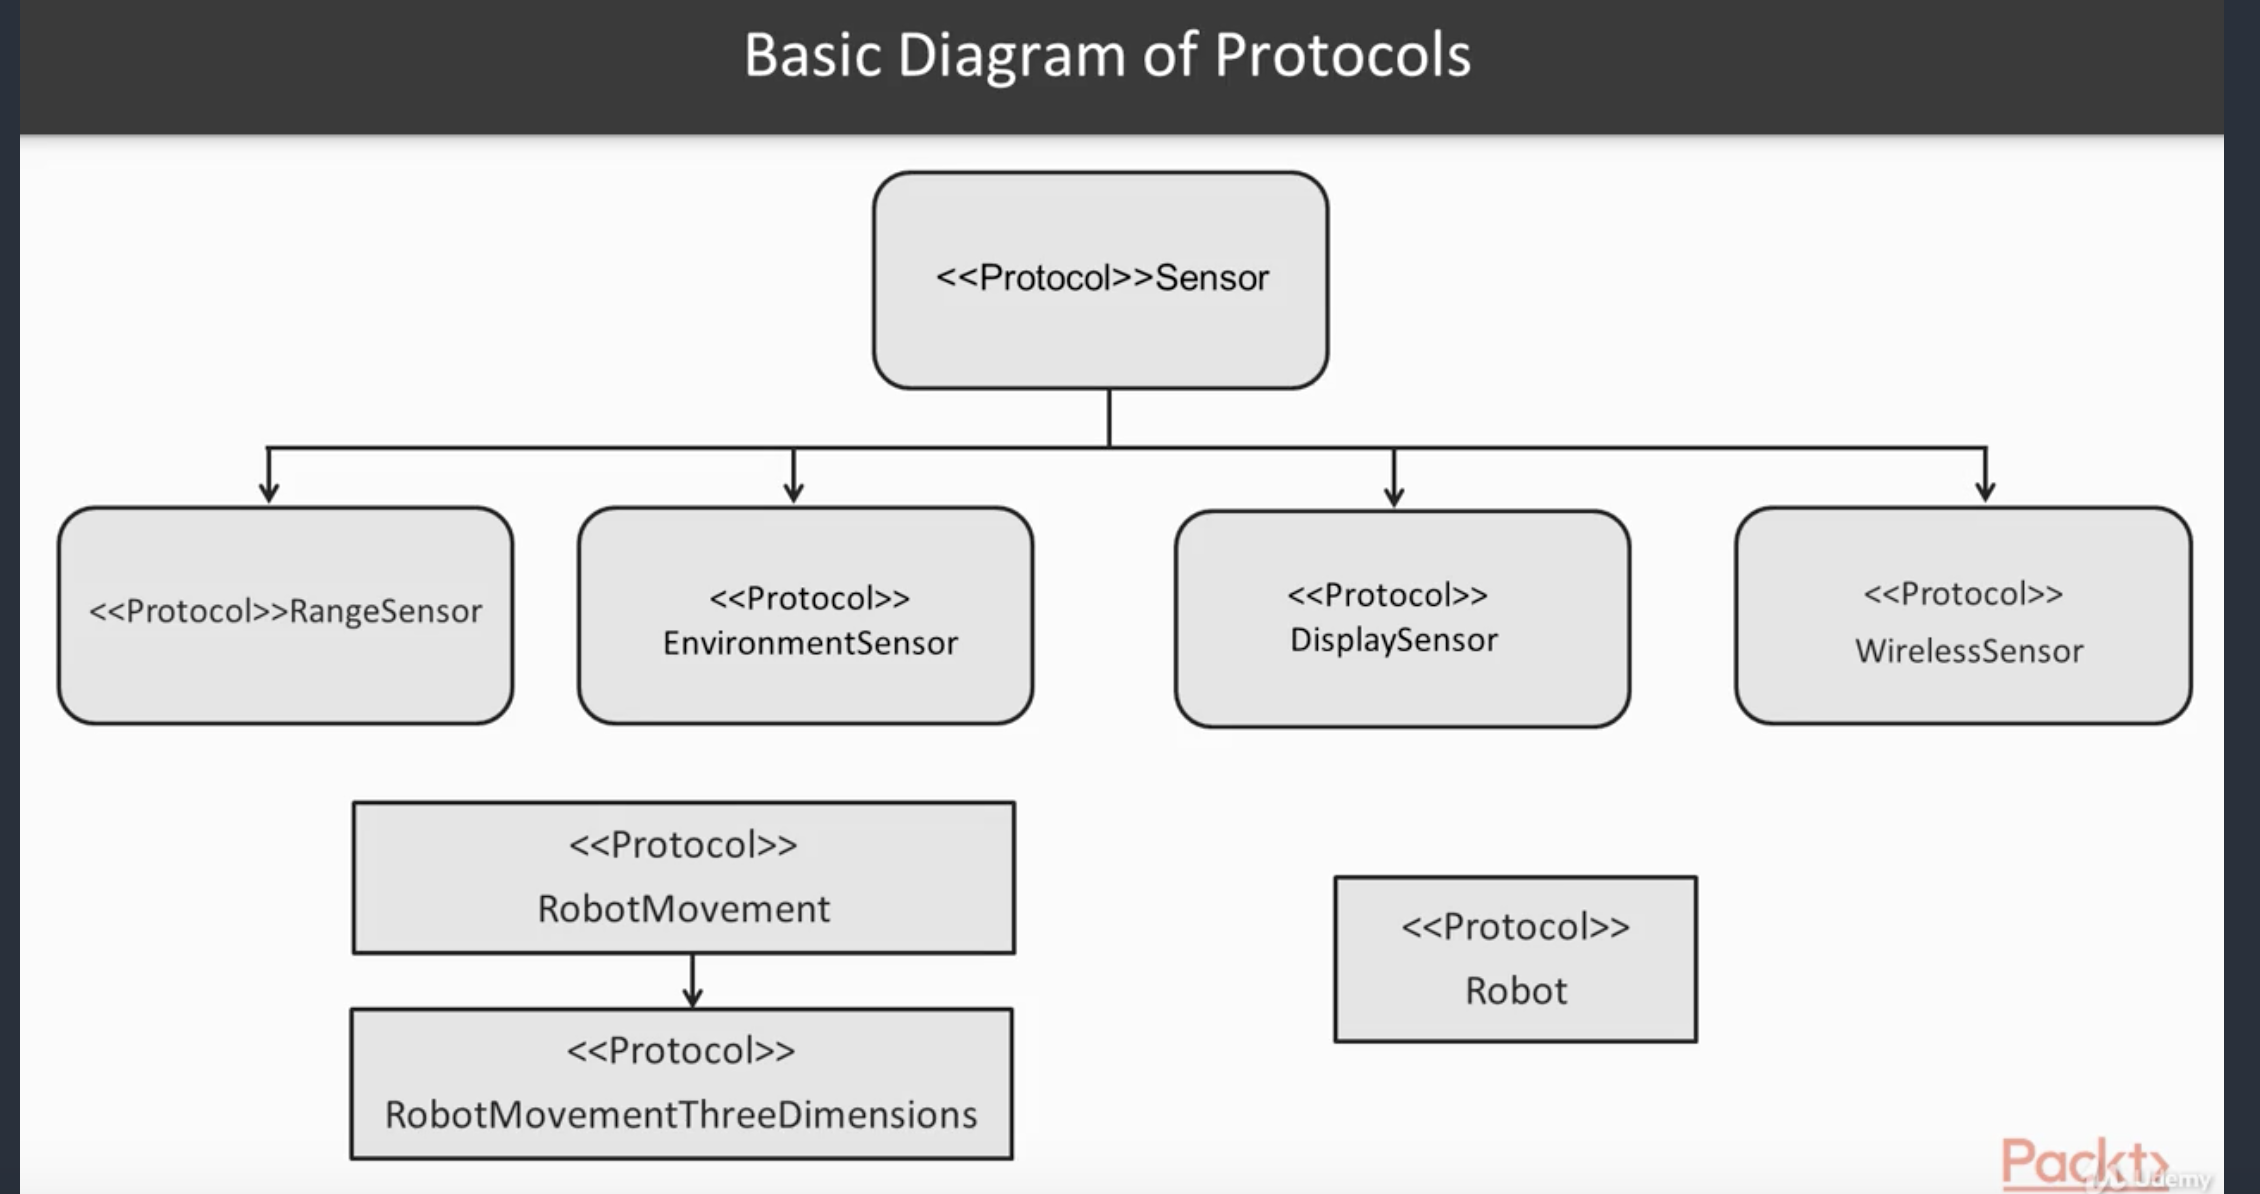 Basic Diagram of Protocols
<<Protocol>>Sensor
<<Protocol>>RangeSensor
<<Protocol>>
EnvironmentSensor
<<Protocol>>
DisplaySensor
<<Protocol>>
WirelessSensor
<<Protocol>>
RobotMovement
<<Protocol>>
RobotMovementThreeDimensions
<<Protocol>>
Robot
Packt>
Udemy